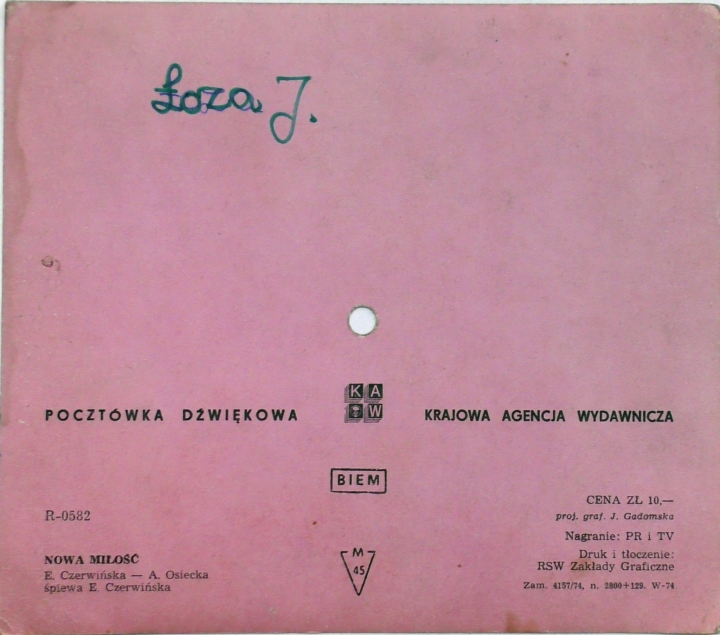 Łoza J.
K A
W
POCZTÓWKA DŹWIĘKOWA
KRAJOWA AGENCJA WYDAWNICZA
BIEM
R-0582
NOWA MIŁOŚĆ
E. Czerwińska — A. Osiecka
śpiewa E. Czerwińska
M
45
CENA ZŁ 10,—
proj. graf. J. Gadomska
Nagranie: PR i TV
Druk i tłoczenie:
RSW Zakłady Graficzne
Zam. 4157/74, n. 2800+129. W-74